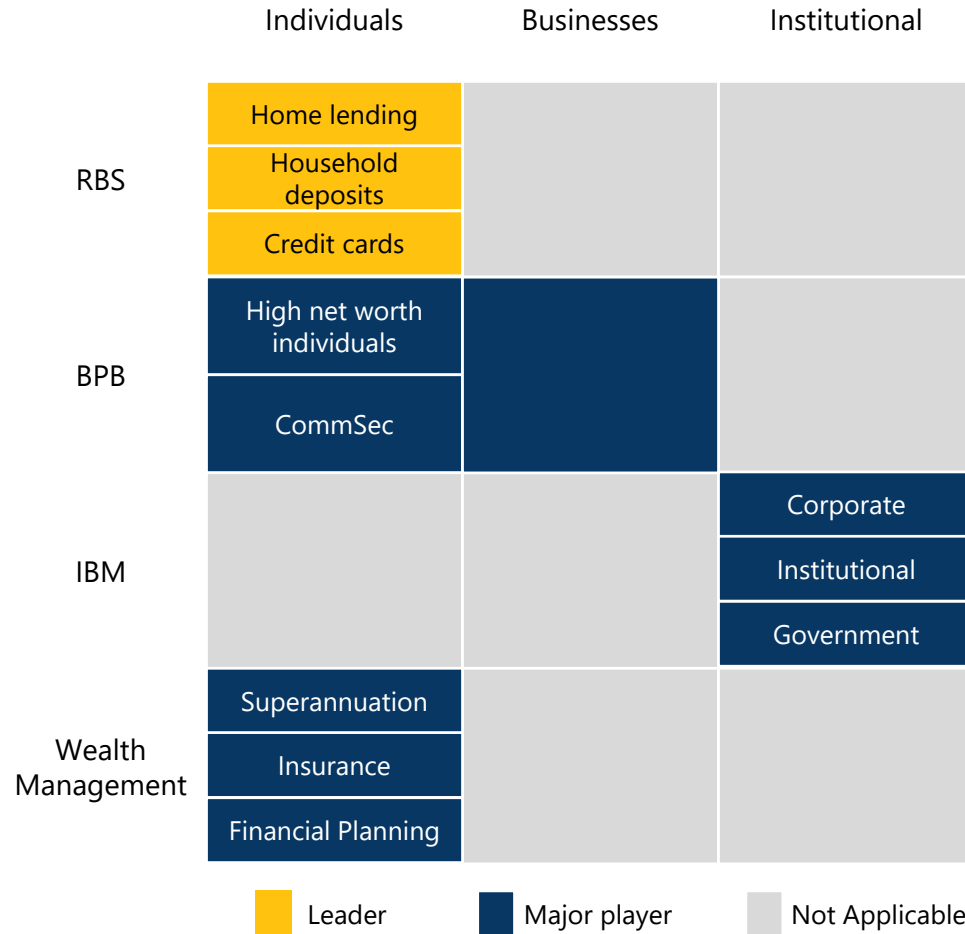 Individuals Businesses Institutional
RBS
Home lending
Household
deposits
Credit cards
BPB
High net worth
individuals
CommSec
IBM
Corporate
Institutional
Government
Wealth
Management
Superannuation
Insurance
Financial Planning
Leader Major player Not Applicable